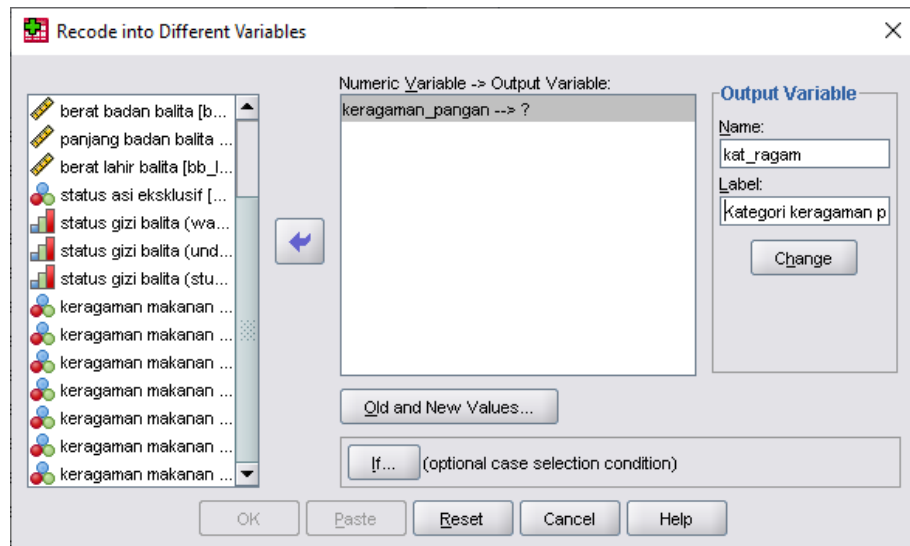 Recode into Different Variables
berat badan balita [b...
panjang badan balita ...
berat lahir balita [bb_l...
status asi eksklusif [...
status gizi balita (wa...
status gizi balita (und...
status gizi balita (stu...
keragaman makanan ...
keragaman makanan ...
keragaman makanan ...
keragaman makanan ...
keragaman makanan ...
keragaman makanan ...
keragaman makanan ...
Numeric Variable -> Output Variable:
keragaman_pangan --> ?
Old and New Values...
If... (optional case selection condition)
Output Variable
Name:
kat_ragam
Label:
Kategori keragaman p
Change
OK Paste Reset Cancel Help